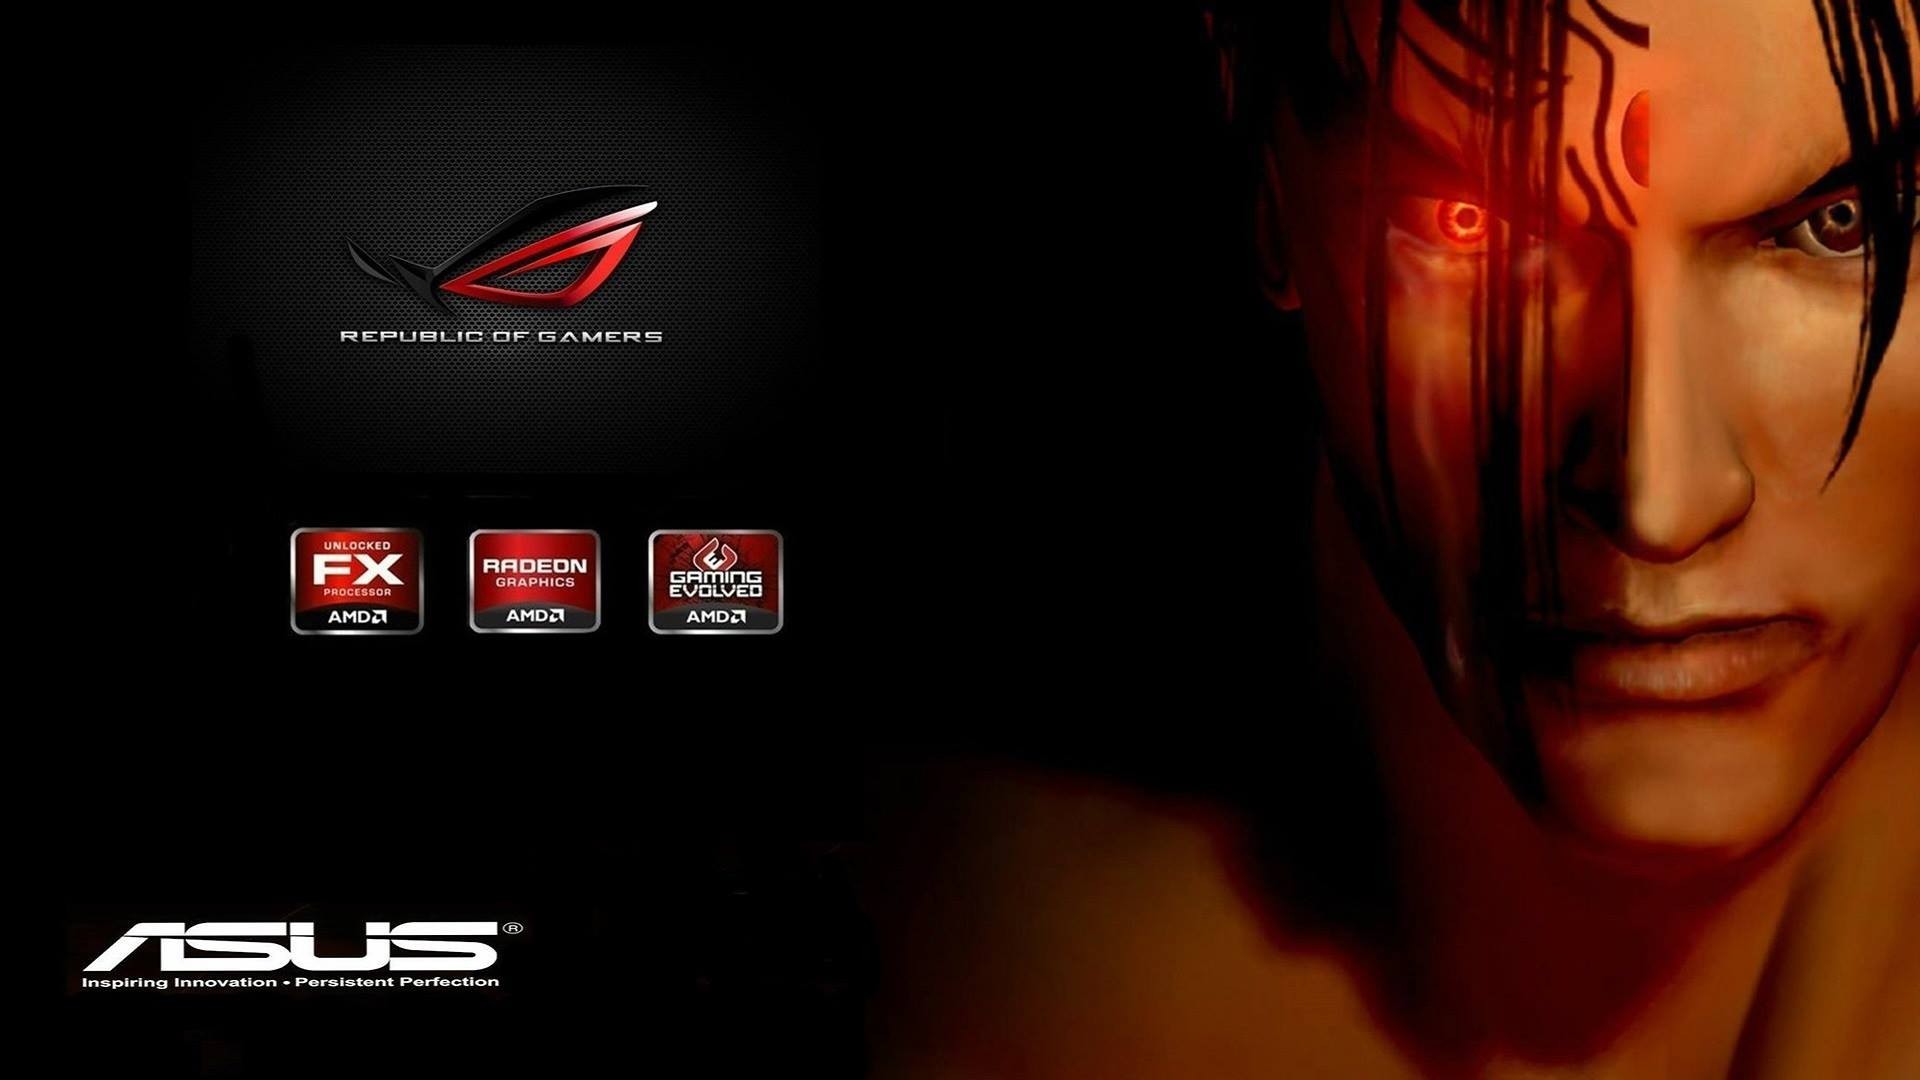 REPUBLIC OF GAMERS
UNLOCKED
FX
PROCESSOR
AMD
RADEON
GRAPHICS
AMD
GAMING
EVOLVED
AMD
ASUS®
Inspiring Innovation • Persistent Perfection